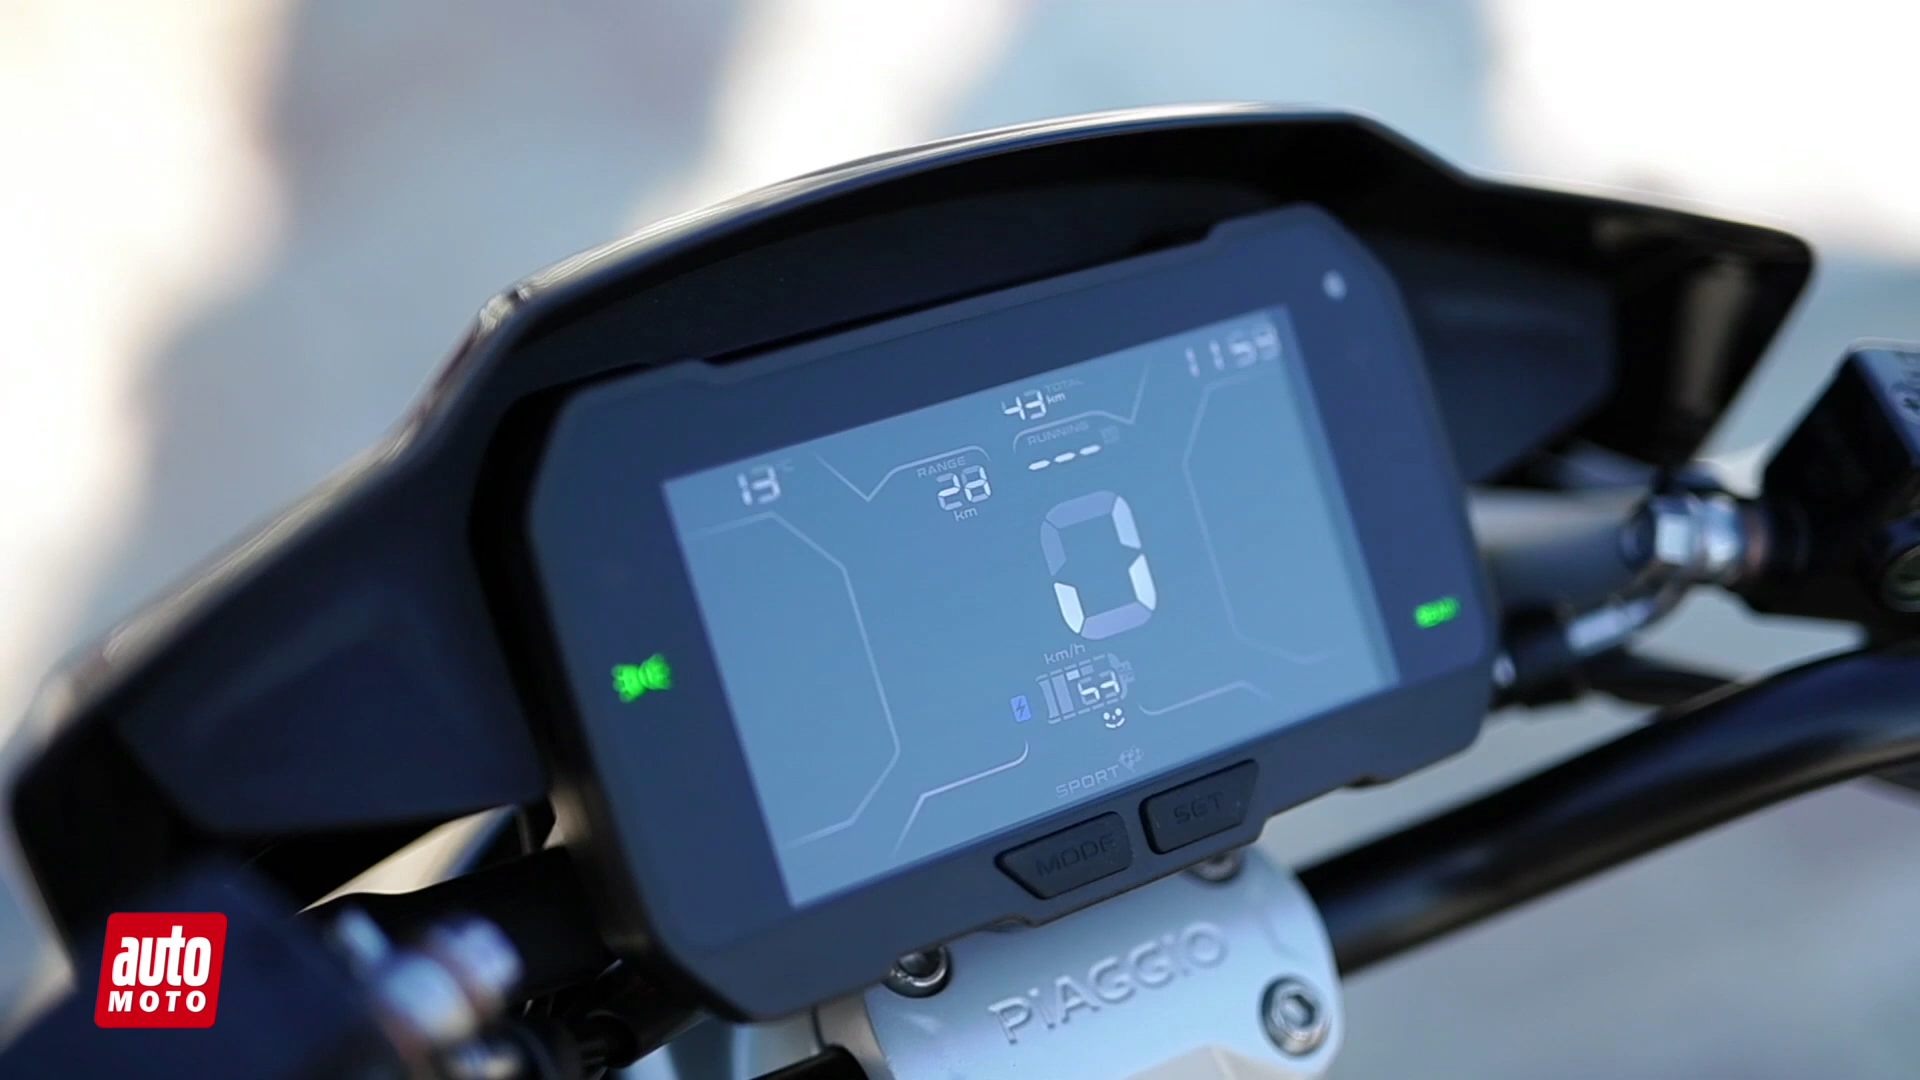 1159
TOTAL
43 km
RUNNING
---
13 °C
RANGE
28
km
0
km/h
53
SPORT
MODE
SET
PIAGGIO
auto
MOTO